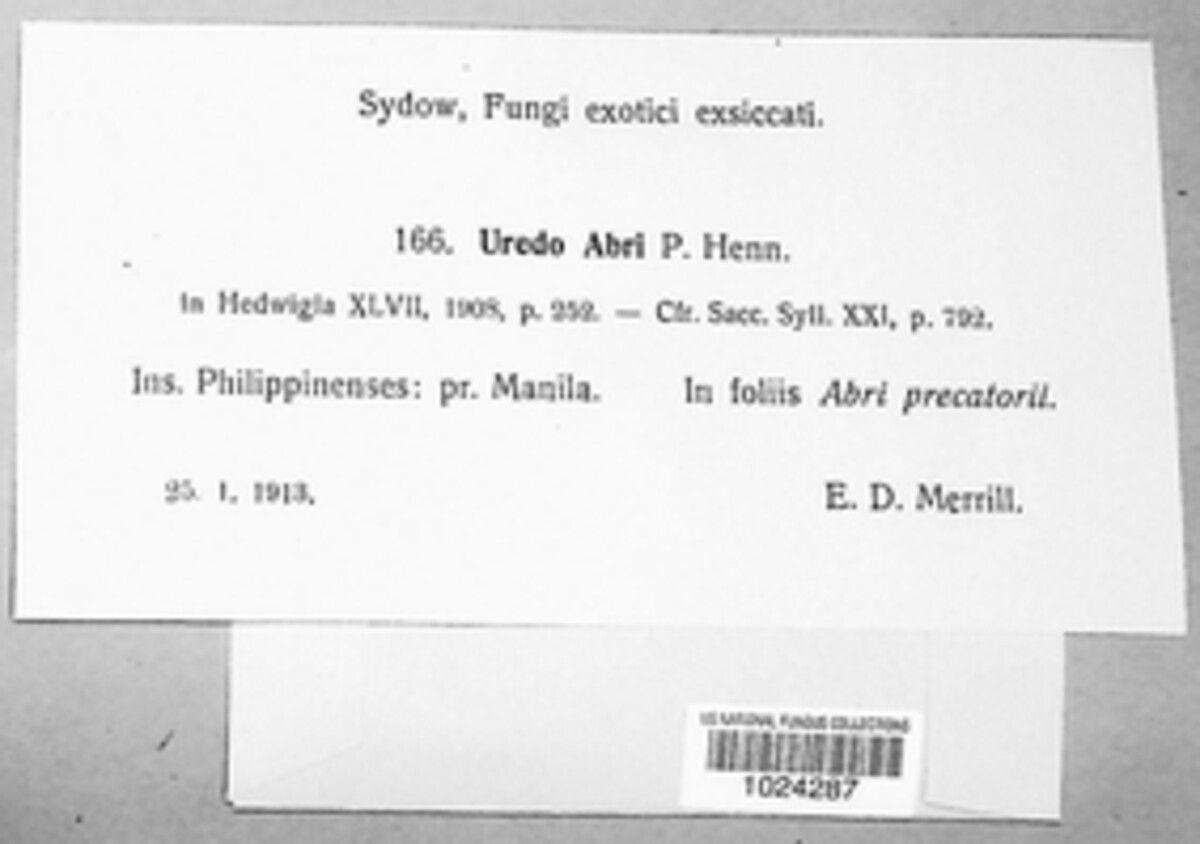 Sydow, Fungi exotici exsiccati.
166. Uredo Abri P. Henn.
in Hedwigia XLVII, 1908, p. 252. — Cfr. Sacc. Syll. XXI, p. 792.
Ins. Philippinenses: pr. Manila. In foliis Abri precatorii.
25. 1. 1913. E. D. Merrill.
US NATIONAL FUNGUS COLLECTIONS
1024287